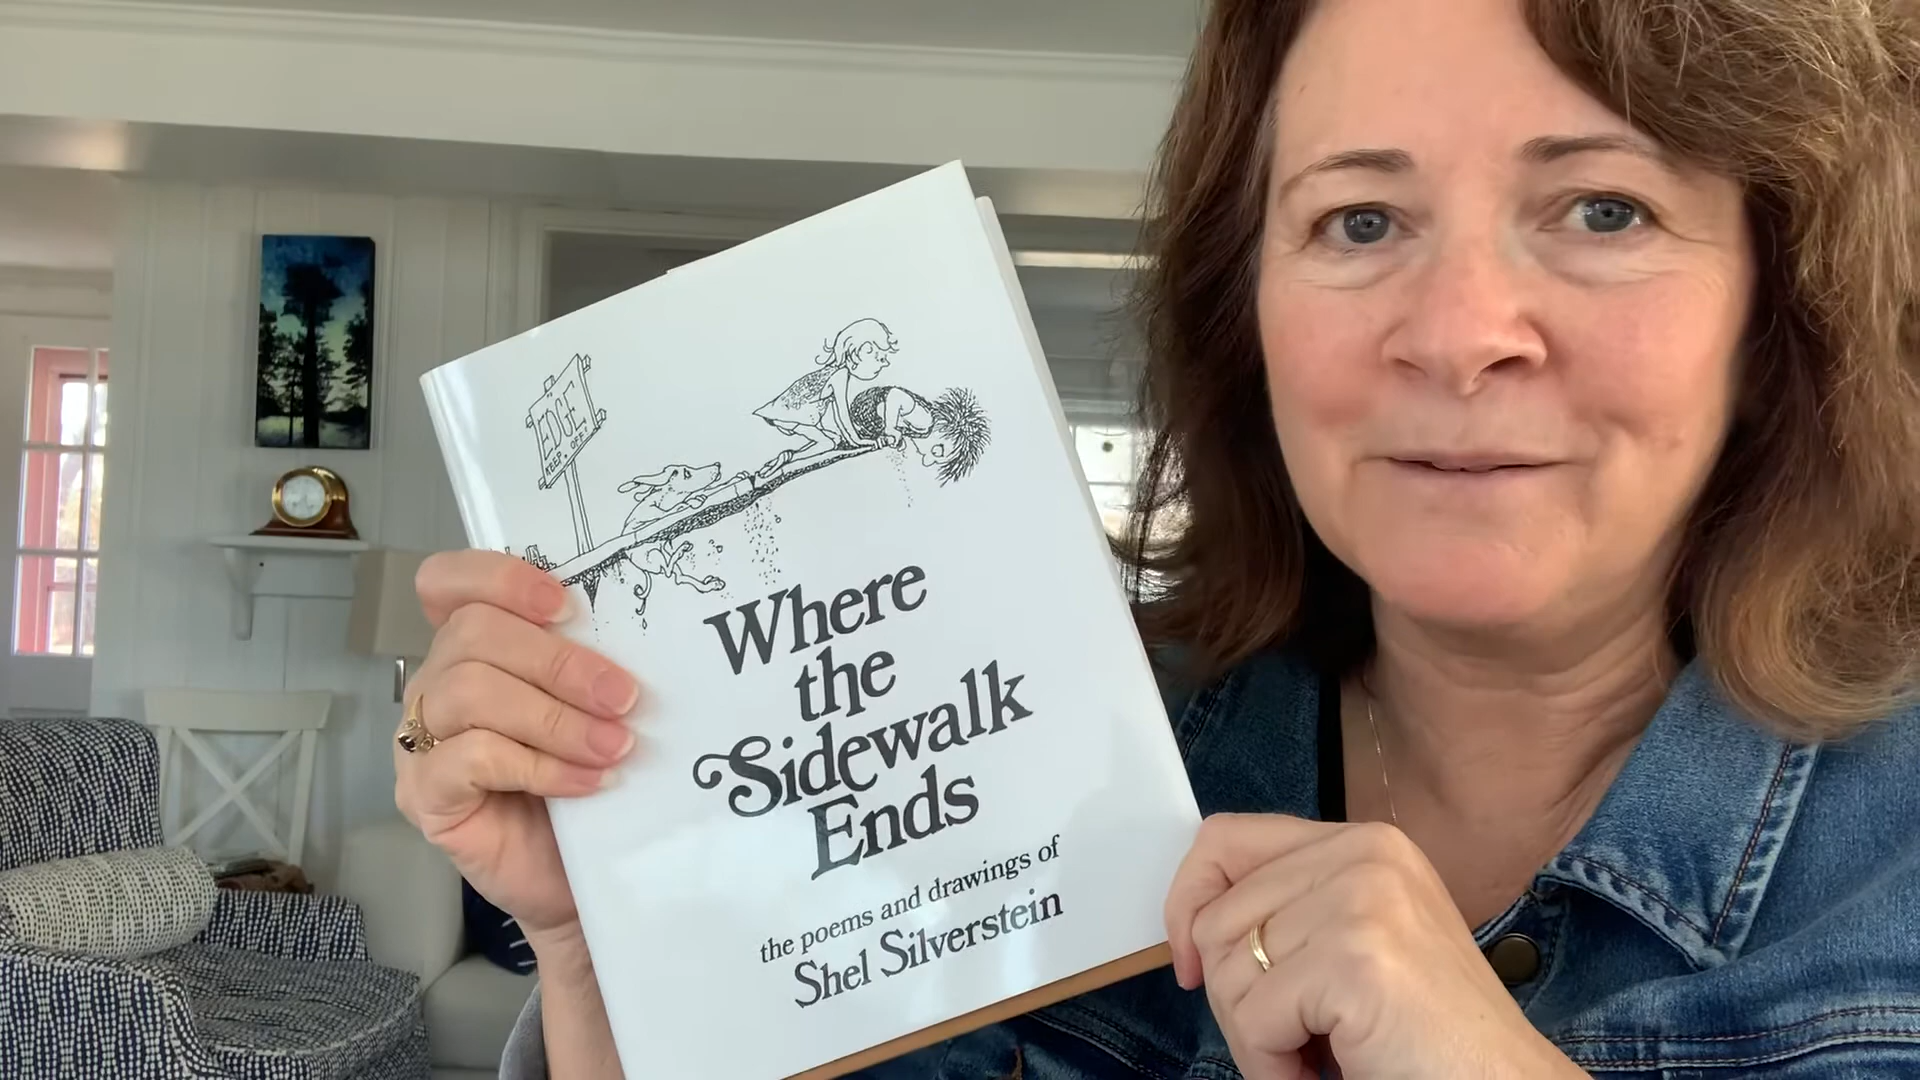 EDGE
KEEP OFF!
Where
the
Sidewalk
Ends
the poems and drawings of
Shel Silverstein